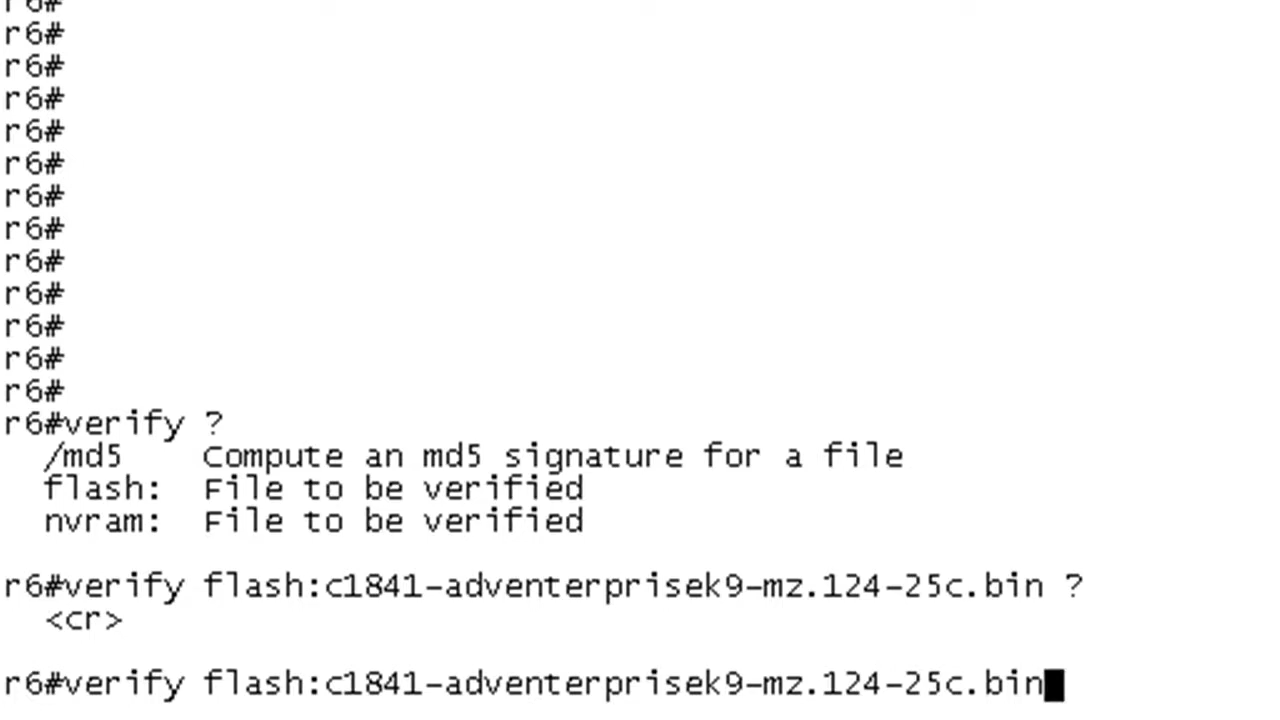 r6#
r6#
r6#
r6#
r6#
r6#
r6#
r6#
r6#
r6#
r6#
r6#
r6#
r6#verify ?
  /md5    Compute an md5 signature for a file
  flash:  File to be verified
  nvram:  File to be verified
r6#verify flash:c1841-adventerprisek9-mz.124-25c.bin ?
  <cr>
r6#verify flash:c1841-adventerprisek9-mz.124-25c.bin